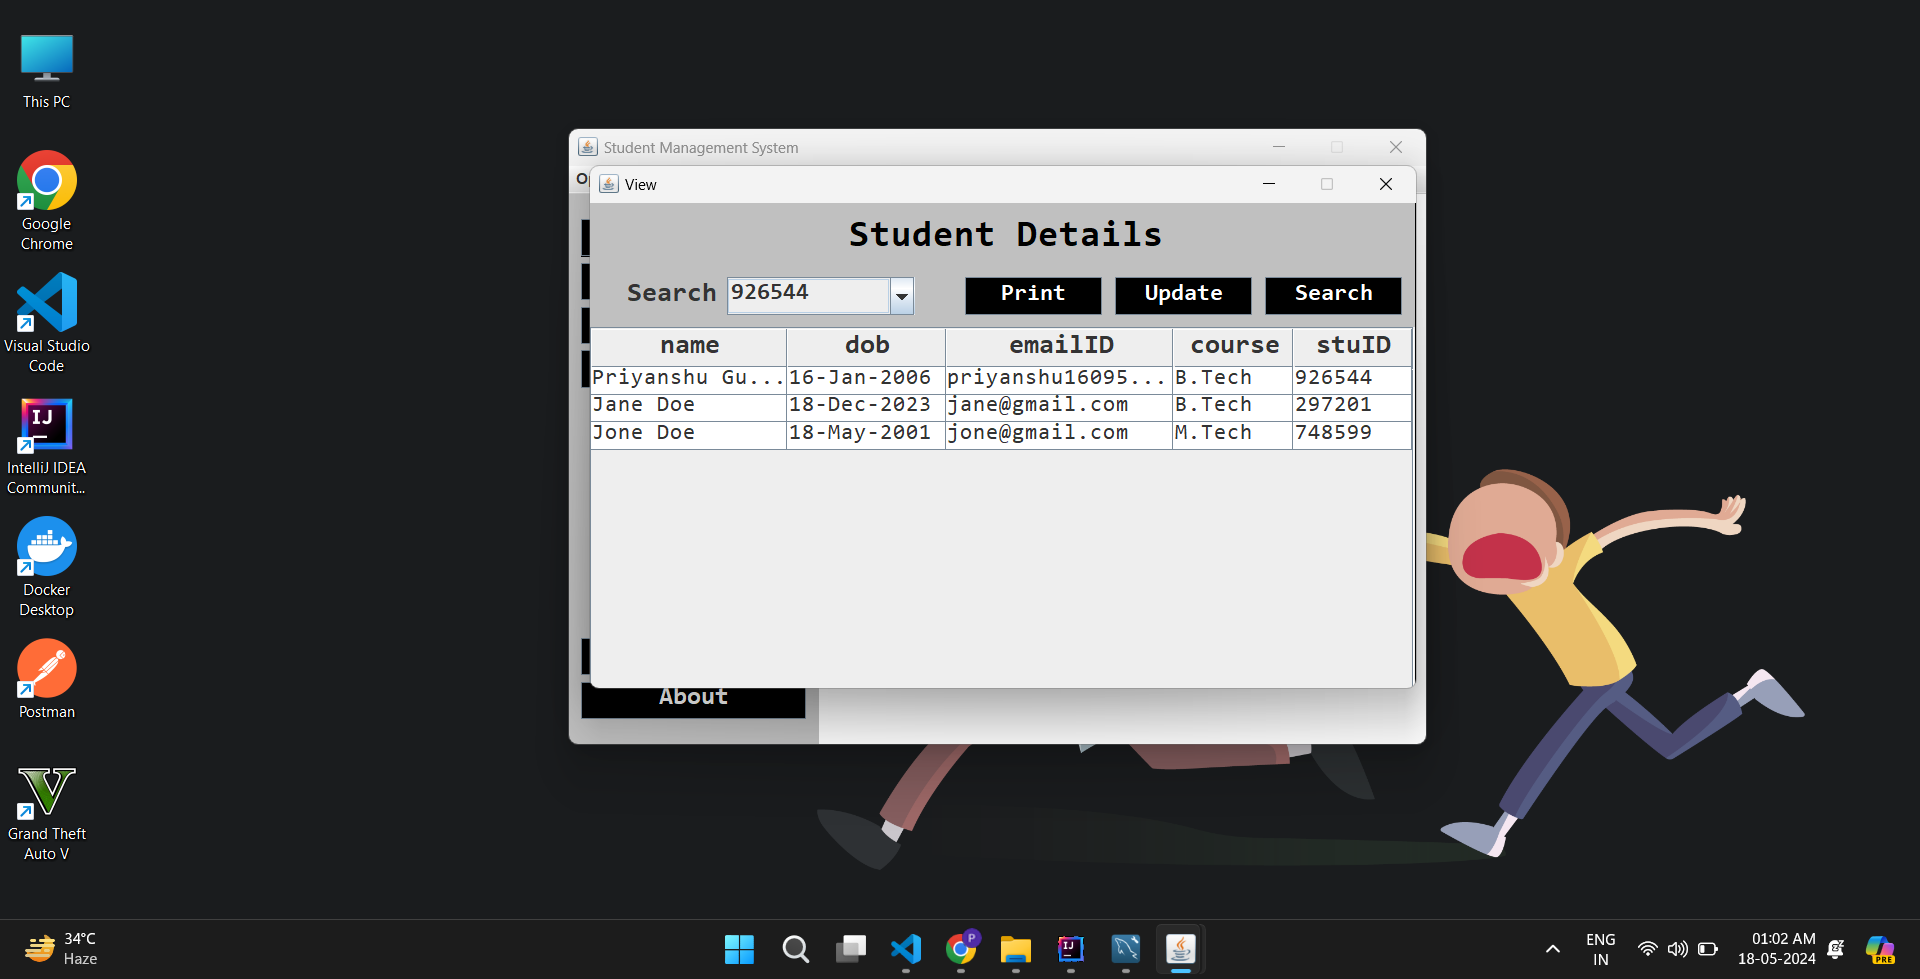 This PC
Google
Chrome
Visual Studio
Code
IJ
IntelliJ IDEA
Communit...
Docker
Desktop
Postman
V
Grand Theft
Auto V
Student Management System
View
Student Details
Search 926544 Print Update Search
name dob emailID course stuID
Priyanshu Gu... 16-Jan-2006 priyanshu16095... B.Tech 926544
Jane Doe 18-Dec-2023 jane@gmail.com B.Tech 297201
Jone Doe 18-May-2001 jone@gmail.com M.Tech 748599
About
34°C
Haze
P
IJ
ENG
IN
01:02 AM
18-05-2024
PRE